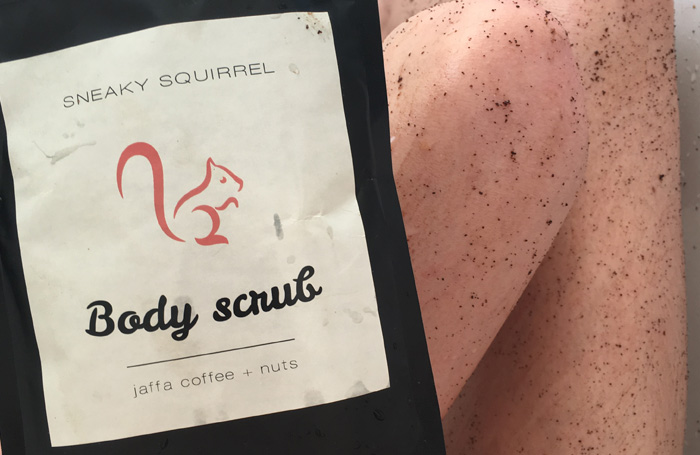 SNEAKY SQUIRREL
Body scrub
jaffa coffee + nuts